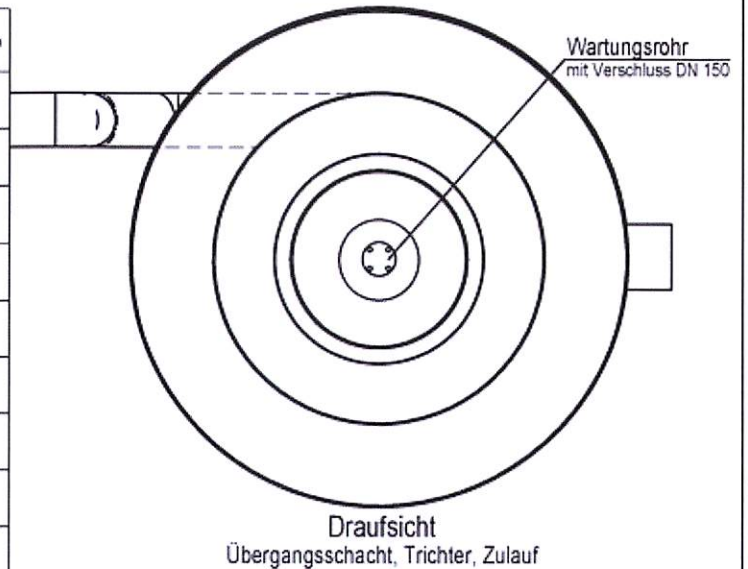 Wartungsrohr
mit Verschluss DN 150
Draufsicht
Übergangsschacht, Trichter, Zulauf